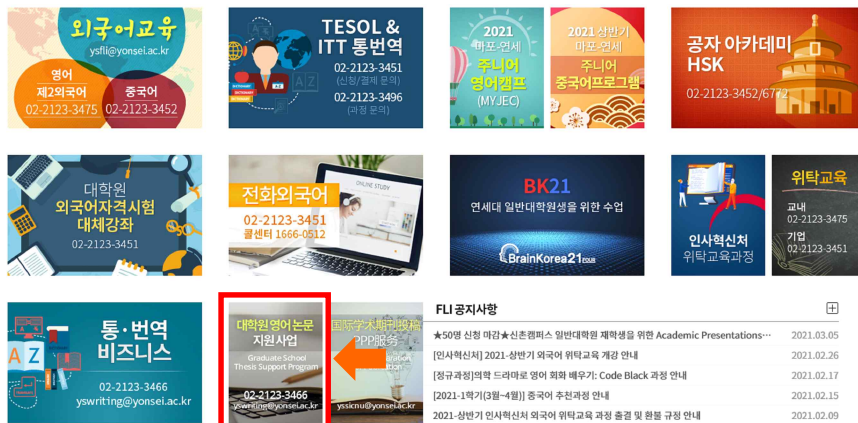 외국어교육
ysfli@yonsei.ac.kr
영어
제2외국어
02-2123-3475
중국어
02-2123-3452
TESOL &
ITT 통번역
02-2123-3451
(신청/결제 문의)
02-2123-3496
(과정 문의)
2021
마포-연세
주니어
영어캠프
(MYJEC)
2021 상반기
마포-연세
주니어
중국어프로그램
공자 아카데미
HSK
02-2123-3452/6772
대학원
외국어자격시험
대체강좌
02-2123-3451
ONLINE STUDY
전화외국어
02-2123-3451
콜센터 1666-0512
BK21
연세대 일반대학원생을 위한 수업
BrainKorea21 PLUS
인사혁신처
위탁교육과정
위탁교육
교내
02-2123-3475
기업
02-2123-3451
A Z
통·번역
비즈니스
02-2123-3466
yswriting@yonsei.ac.kr
대학원 영어 논문
지원사업
Graduate School
Thesis Support Program
02-2123-3466
yswriting@yonsei.ac.kr
国际学术期刊投稿
PPP服务
yssicnu@yonsei.ac.kr
FLI 공지사항
★50명 신청 마감★신촌캠퍼스 일반대학원 재학생을 위한 Academic Presentations… 2021.03.05
[인사혁신처] 2021-상반기 외국어 위탁교육 개강 안내 2021.02.26
[정규과정]의학 드라마로 영어 회화 배우기: Code Black 과정 안내 2021.02.17
[2021-1학기(3월~4월)] 중국어 추천과정 안내 2021.02.15
2021-상반기 인사혁신처 외국어 위탁교육 과정 출결 및 환불 규정 안내 2021.02.09